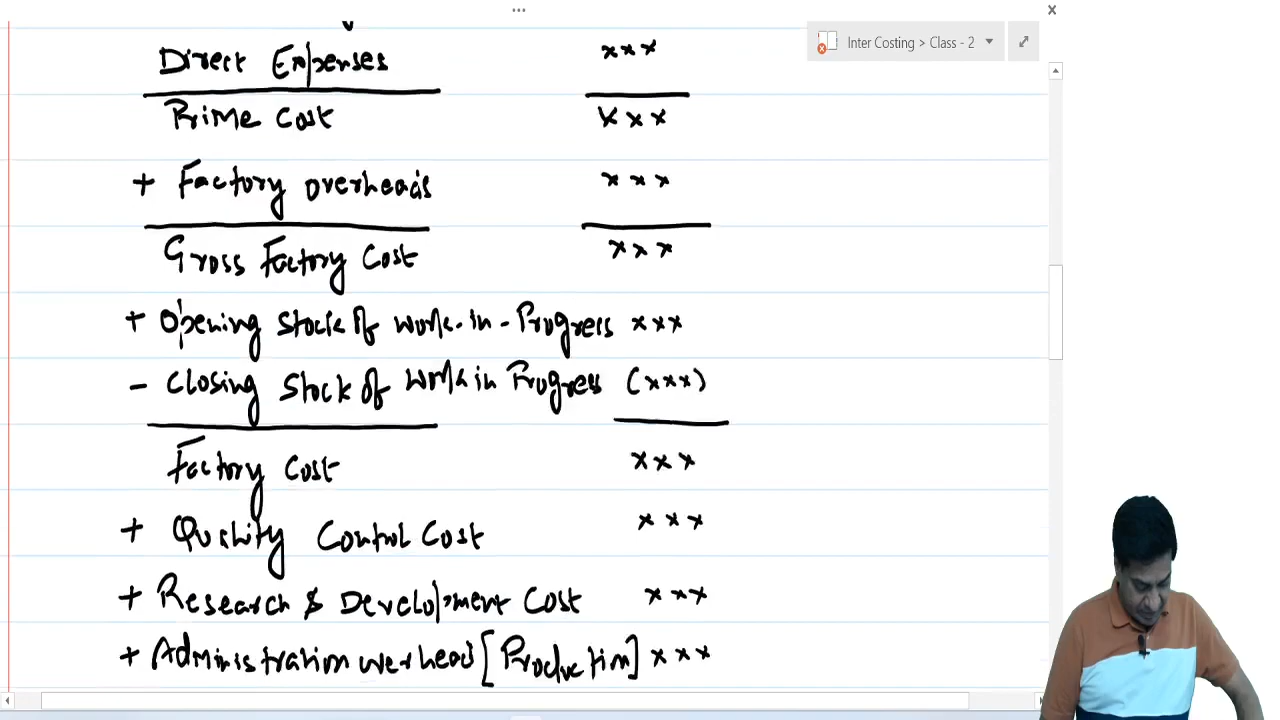 ...
Inter Costing > Class - 2
Direct Expenses xxx
Prime Cost xxx
+ Factory overheads xxx
Gross Factory Cost xxx
+ Opening Stock of work-in-Progress xxx
- Closing Stock of work in Progress (xxx)
Factory Cost xxx
+ Quality Control Cost xxx
+ Research & Development Cost xxx
+ Administration overhead [Production] xxx